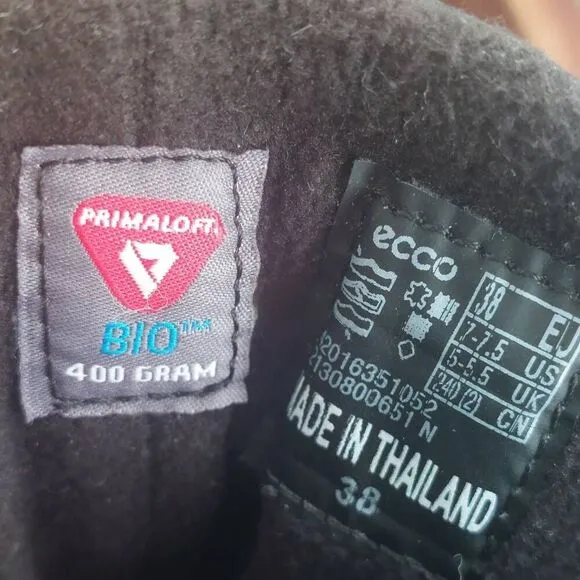 PRIMALOFT
BIO™
400 GRAM
ecco
38 EU
7-7.5 US
5-5.5 UK
240(2) CN
2016351052
2130800651 N
MADE IN THAILAND
38